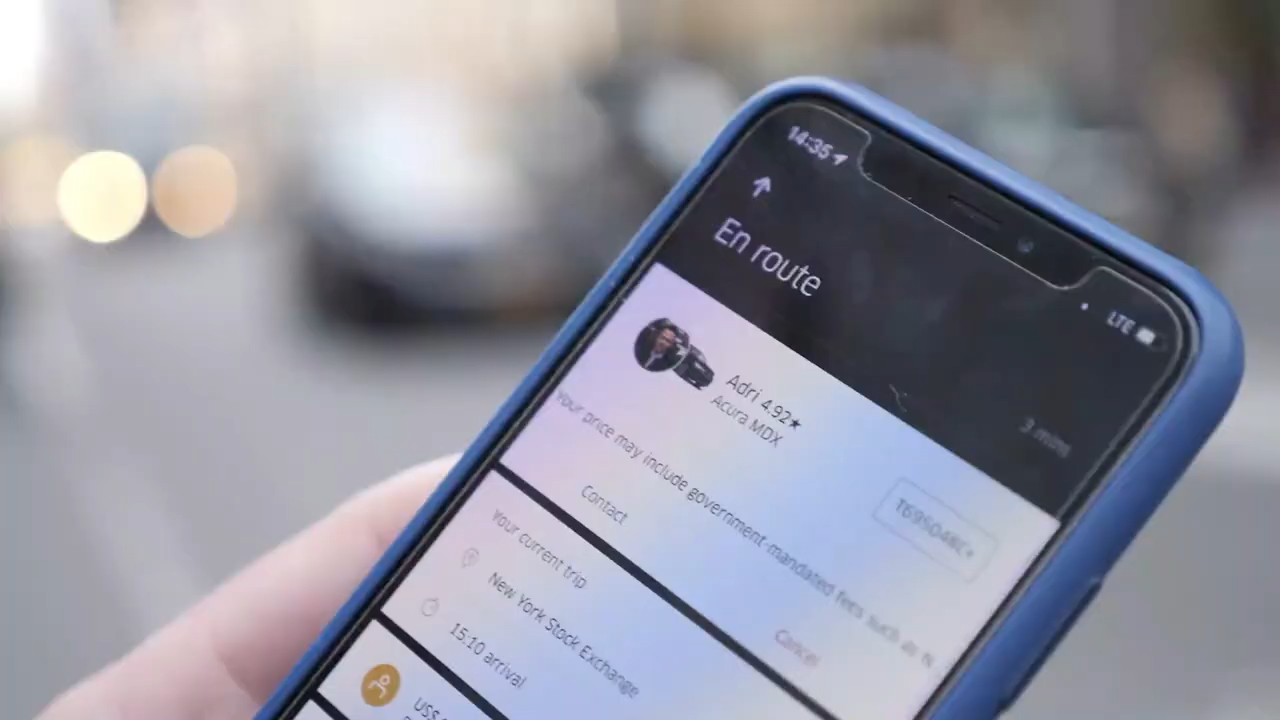 14:35
LTE
En route
3 mins
Adri 4.92★
Acura MDX
Your price may include government-mandated fees such as N
Contact
Cancel
Your current trip
New York Stock Exchange
15:10 arrival